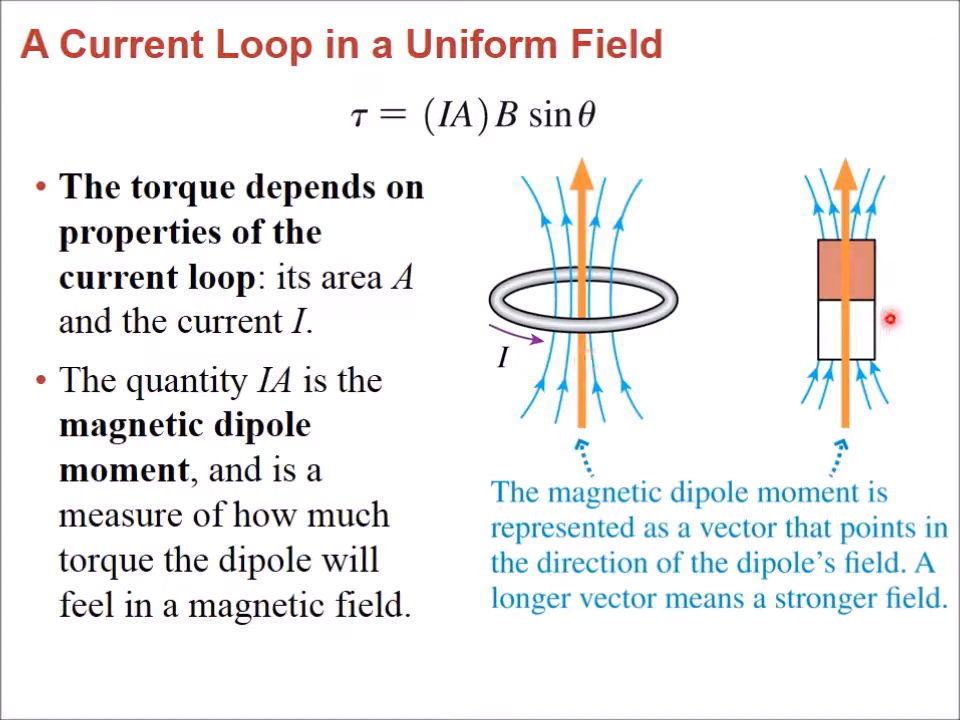 A Current Loop in a Uniform Field
τ = (IA)B sin θ
• The torque depends on
properties of the
current loop: its area A
and the current I.
• The quantity IA is the
magnetic dipole
moment, and is a
measure of how much
torque the dipole will
feel in a magnetic field.
I
The magnetic dipole moment is
represented as a vector that points in
the direction of the dipole’s field. A
longer vector means a stronger field.